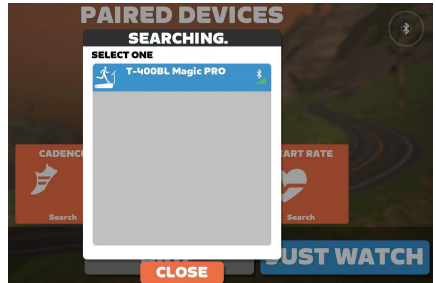 PAIRED DEVICES
SEARCHING.
SELECT ONE
T-400BL Magic PRO
CADENC
EART RATE
Search
Search
JUST WATCH
CLOSE